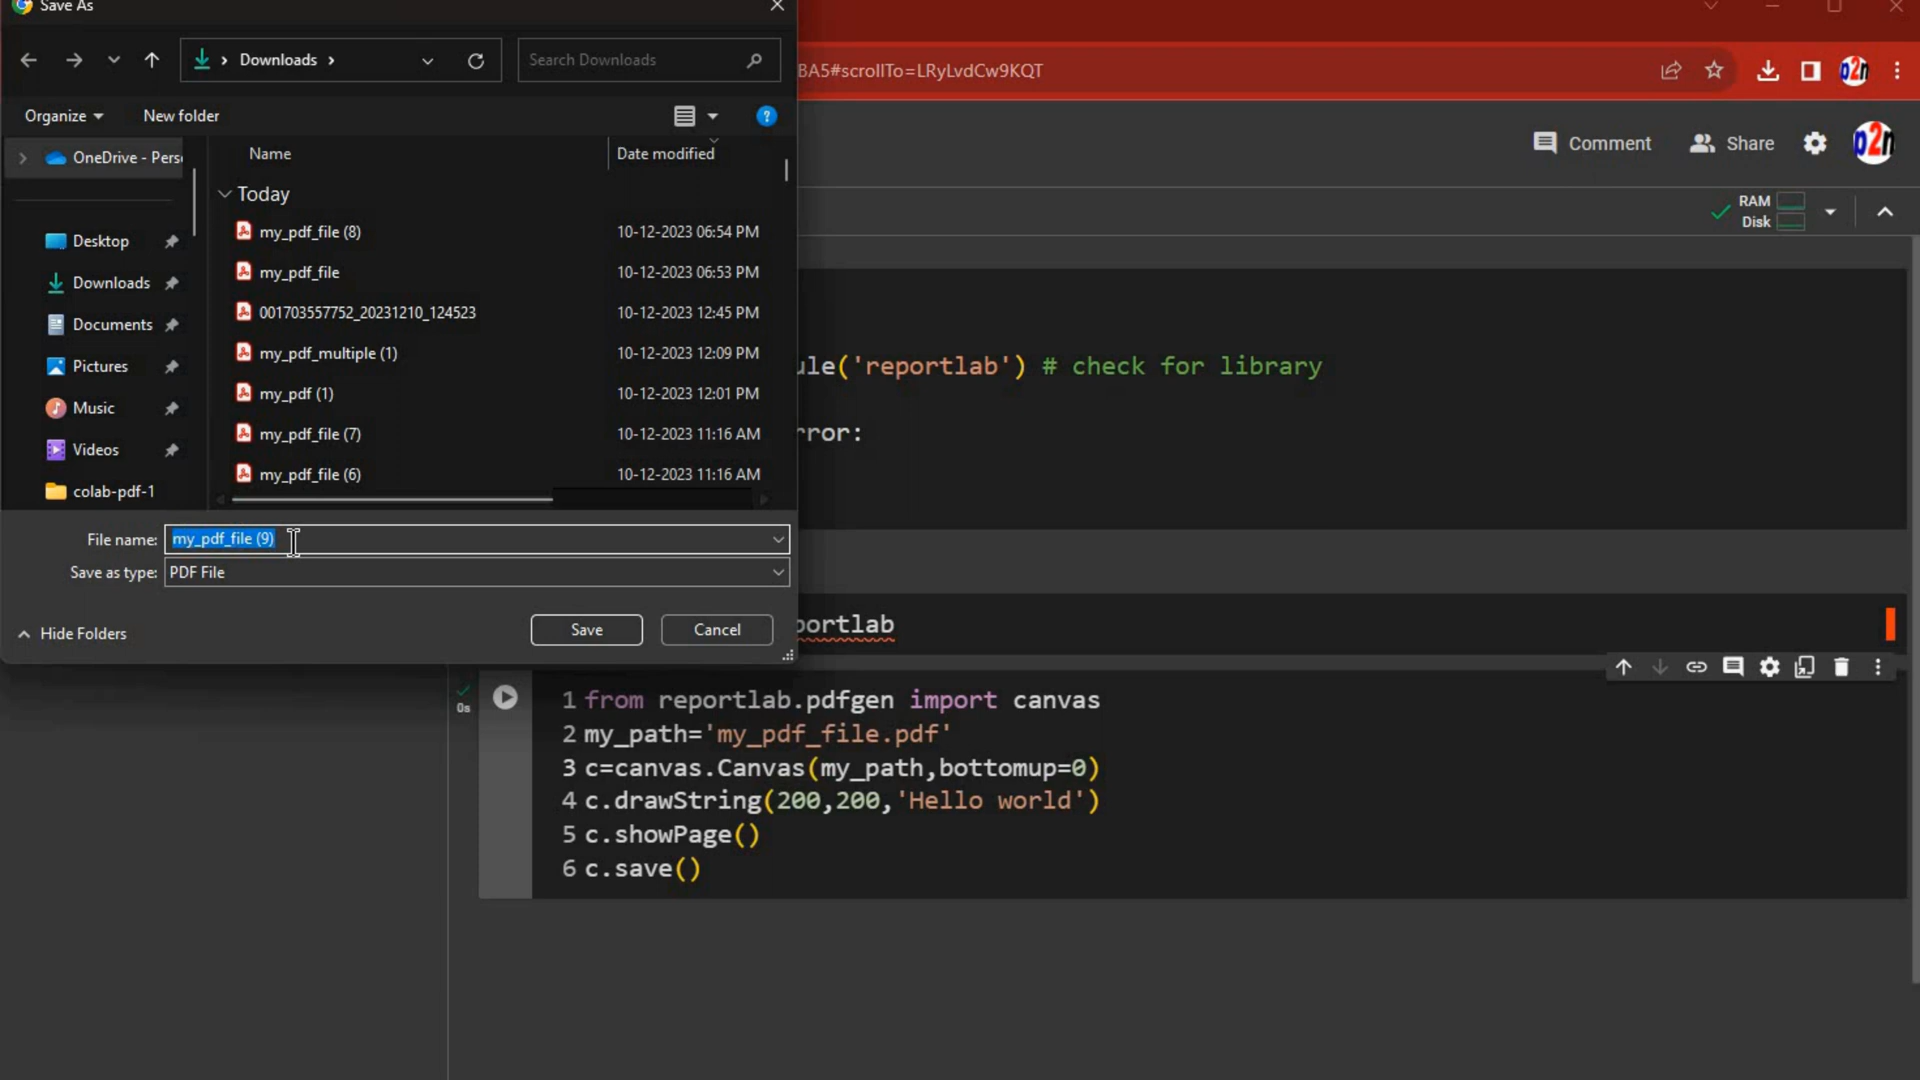 Save As
Downloads
Search Downloads
BA5#scrollTo=LRyLvdCw9KQT
Organize
New folder
Comment
Share
OneDrive - Pers
Name
Date modified
RAM
Disk
Today
my_pdf_file (8) 10-12-2023 06:54 PM
my_pdf_file 10-12-2023 06:53 PM
001703557752_20231210_124523 10-12-2023 12:45 PM
my_pdf_multiple (1) 10-12-2023 12:09 PM
my_pdf (1) 10-12-2023 12:01 PM
my_pdf_file (7) 10-12-2023 11:16 AM
my_pdf_file (6) 10-12-2023 11:16 AM
Desktop
Downloads
Documents
Pictures
Music
Videos
colab-pdf-1
ule('reportlab') # check for library
rror:
File name: my_pdf_file (9)
Save as type: PDF File
Hide Folders
Save
Cancel
portlab
0s
1 from reportlab.pdfgen import canvas
2 my_path='my_pdf_file.pdf'
3 c=canvas.Canvas(my_path,bottomup=0)
4 c.drawString(200,200,'Hello world')
5 c.showPage()
6 c.save()